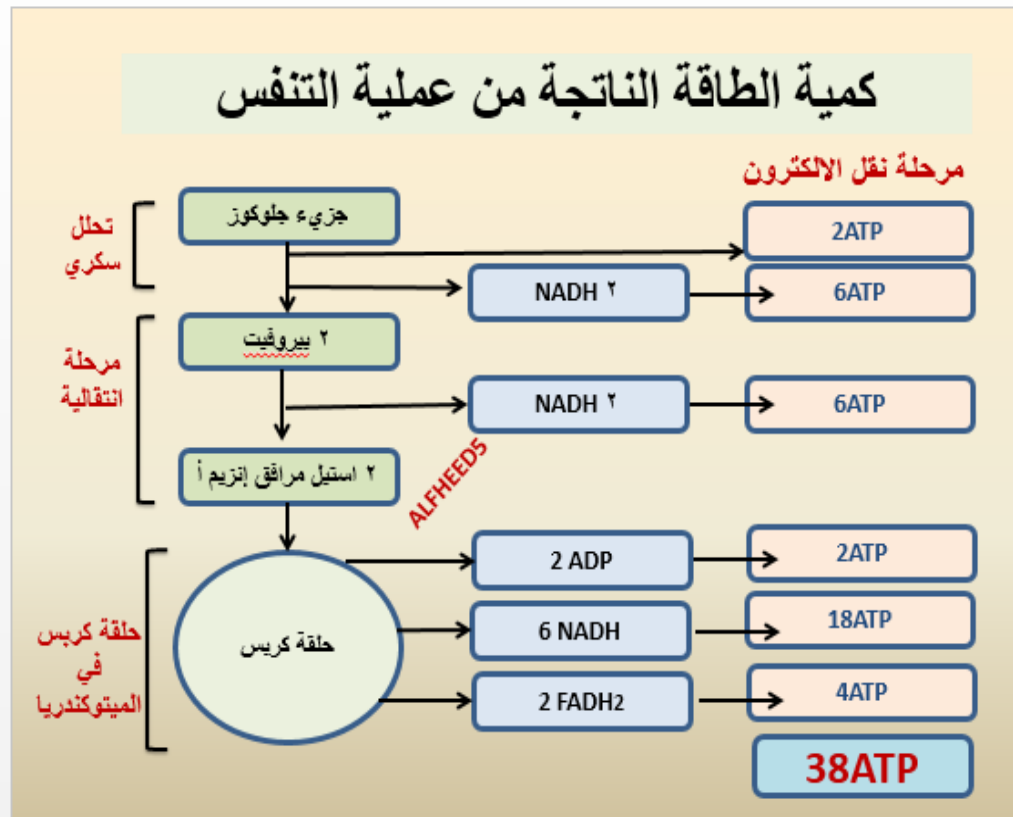 كمية الطاقة الناتجة من عملية التنفس
مرحلة نقل الالكترون
تحلل
سكري
جزيء جلوكوز
2ATP
NADH ٢
6ATP
مرحلة
انتقالية
٢ بيروفيت
NADH ٢
6ATP
٢ استيل مرافق إنزيم أ
ALFHEED5
حلقة كربس
في
الميتوكندريا
حلقة كربس
2 ADP
2ATP
6 NADH
18ATP
2 FADH2
4ATP
38ATP